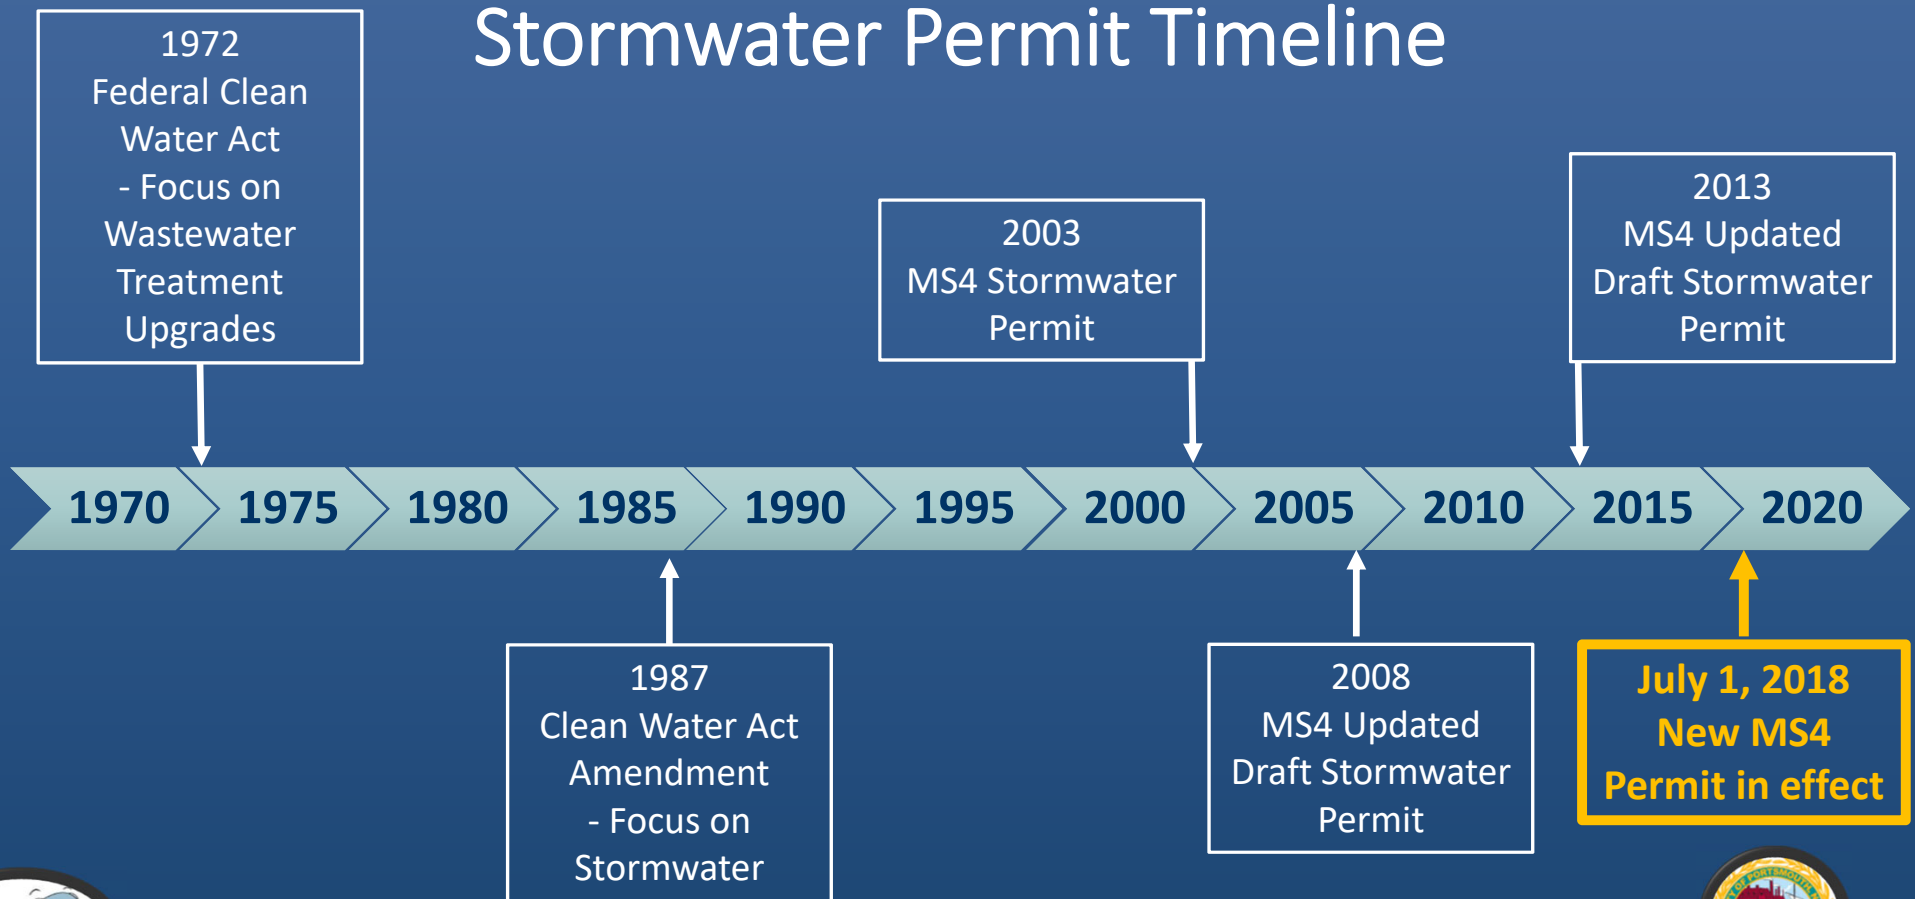 Stormwater Permit Timeline
1972
Federal Clean
Water Act
- Focus on
Wastewater
Treatment
Upgrades
2003
MS4 Stormwater
Permit
2013
MS4 Updated
Draft Stormwater
Permit
1970 1975 1980 1985 1990 1995 2000 2005 2010 2015 2020
1987
Clean Water Act
Amendment
- Focus on
Stormwater
2008
MS4 Updated
Draft Stormwater
Permit
July 1, 2018
New MS4
Permit in effect
OF PORTSMOUTH